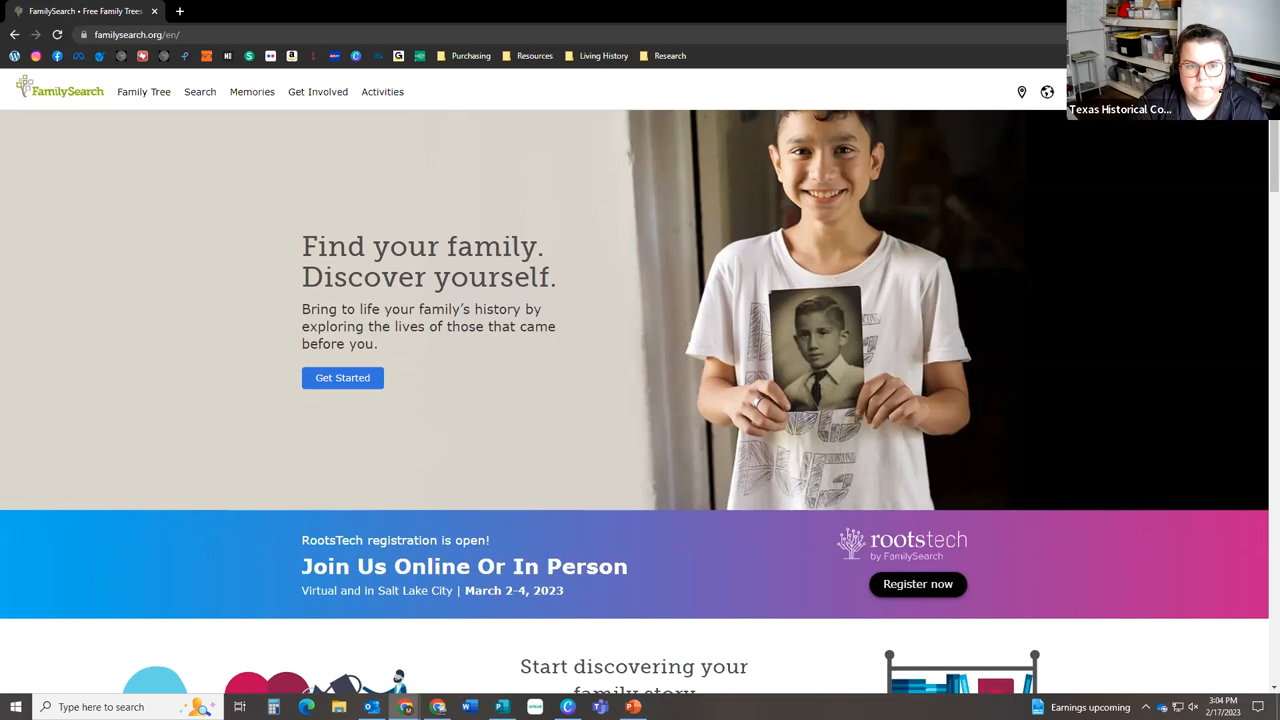 FamilySearch • Free Family Trees
familysearch.org/en/
Purchasing
Resources
Living History
Research
FamilySearch
Family Tree
Search
Memories
Get Involved
Activities
Texas Historical Co...
Find your family.
Discover yourself.
Bring to life your family's history by
exploring the lives of those that came
before you.
Get Started
RootsTech registration is open!
Join Us Online Or In Person
Virtual and in Salt Lake City | March 2-4, 2023
rootstech
by FamilySearch
Register now
Start discovering your
family story
Type here to search
Earnings upcoming
3:04 PM
2/17/2023